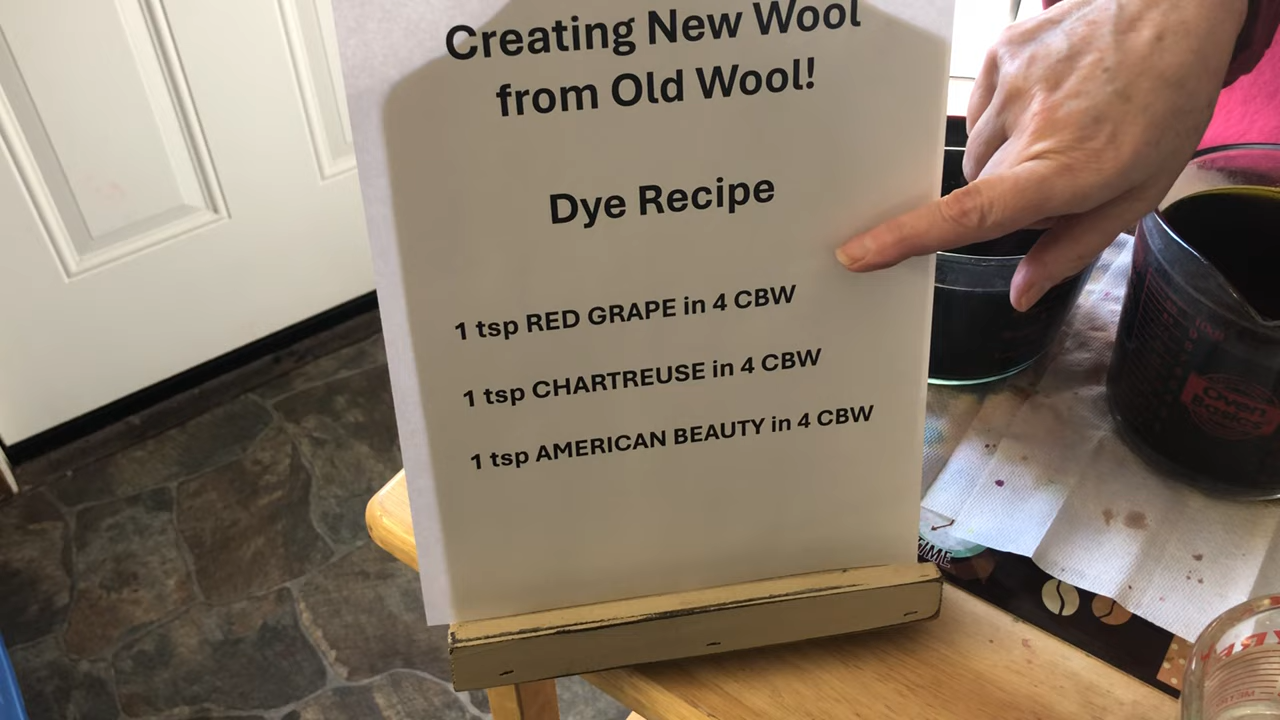 Creating New Wool
from Old Wool!
Dye Recipe
1 tsp RED GRAPE in 4 CBW
1 tsp CHARTREUSE in 4 CBW
1 tsp AMERICAN BEAUTY in 4 CBW
Oven
Basics